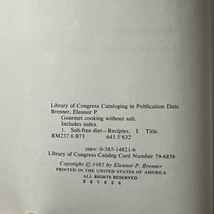 Library of Congress Cataloging in Publication Data
Brenner, Eleanor P
Gourmet cooking without salt.
Includes index.
1. Salt-free diet—Recipies. I. Title.
RM257.8.B73 641.5'632
ISBN: 0-385-14821-6
Library of Congress Catalog Card Number 79-6856
Copyright © 1981 by Eleanor P. Brenner
PRINTED IN THE UNITED STATES OF AMERICA
ALL RIGHTS RESERVED